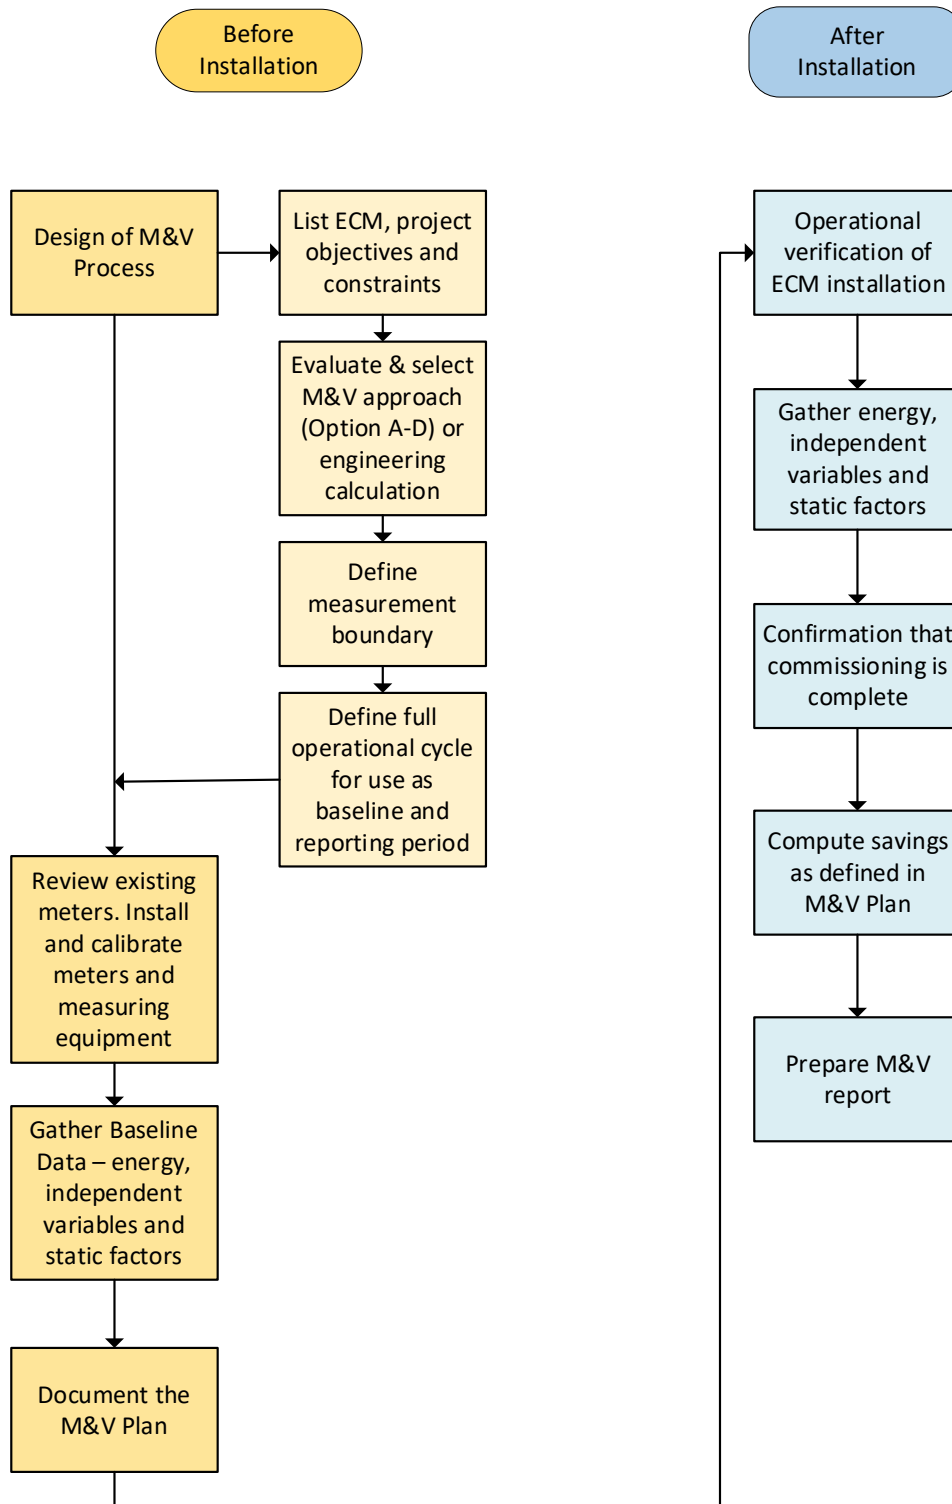 Before
Installation
After
Installation
Design of M&V
Process
List ECM, project
objectives and
constraints
Evaluate & select
M&V approach
(Option A-D) or
engineering
calculation
Define
measurement
boundary
Define full
operational cycle
for use as
baseline and
reporting period
Review existing
meters. Install
and calibrate
meters and
measuring
equipment
Gather Baseline
Data – energy,
independent
variables and
static factors
Document the
M&V Plan
Operational
verification of
ECM installation
Gather energy,
independent
variables and
static factors
Confirmation that
commissioning is
complete
Compute savings
as defined in
M&V Plan
Prepare M&V
report